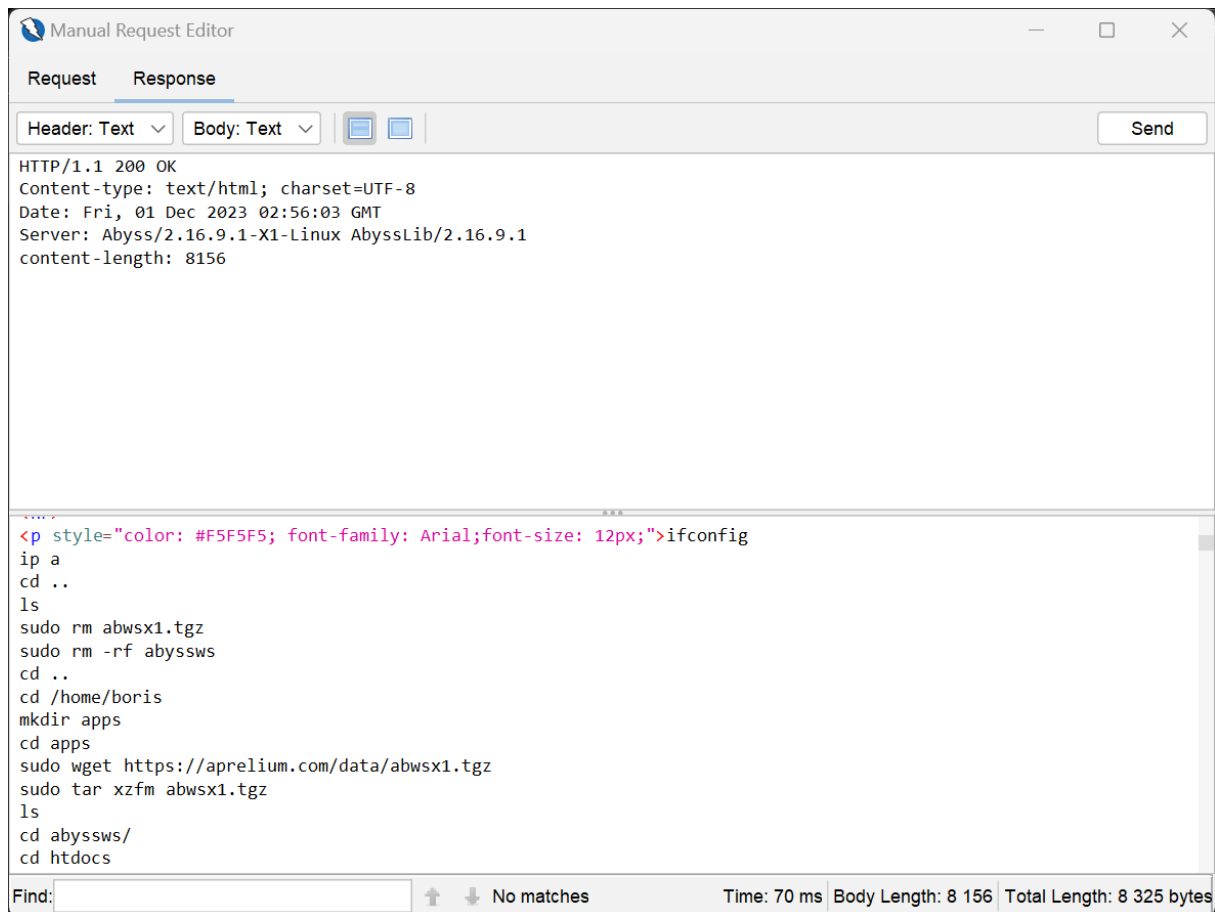 Manual Request Editor
Request Response
Header: Text Body: Text Send
HTTP/1.1 200 OK
Content-type: text/html; charset=UTF-8
Date: Fri, 01 Dec 2023 02:56:03 GMT
Server: Abyss/2.16.9.1-X1-Linux AbyssLib/2.16.9.1
content-length: 8156
<p style="color: #F5F5F5; font-family: Arial;font-size: 12px;">ifconfig
ip a
cd ..
ls
sudo rm abwsx1.tgz
sudo rm -rf abyssws
cd ..
cd /home/boris
mkdir apps
cd apps
sudo wget https://aprelium.com/data/abwsx1.tgz
sudo tar xzfm abwsx1.tgz
ls
cd abyssws/
cd htdocs
Find: No matches Time: 70 ms Body Length: 8 156 Total Length: 8 325 bytes